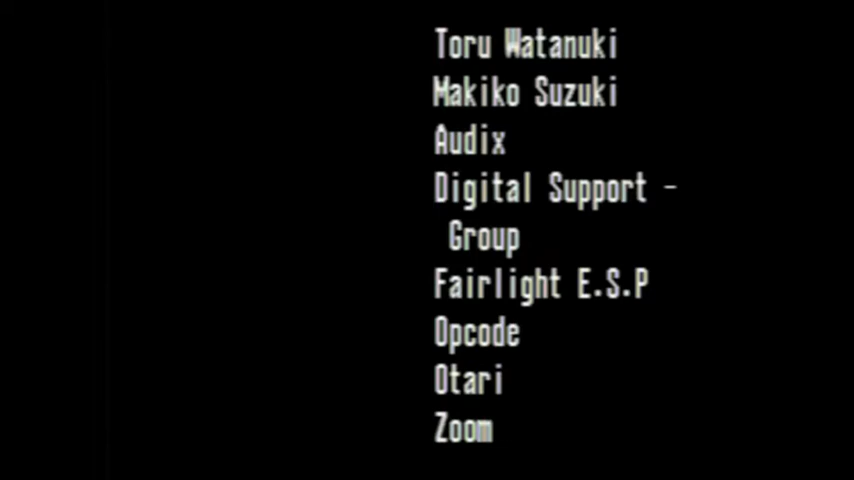 Toru Watanuki
Makiko Suzuki
Audix
Digital Support -
Group
Fairlight E.S.P
Opcode
Otari
Zoom